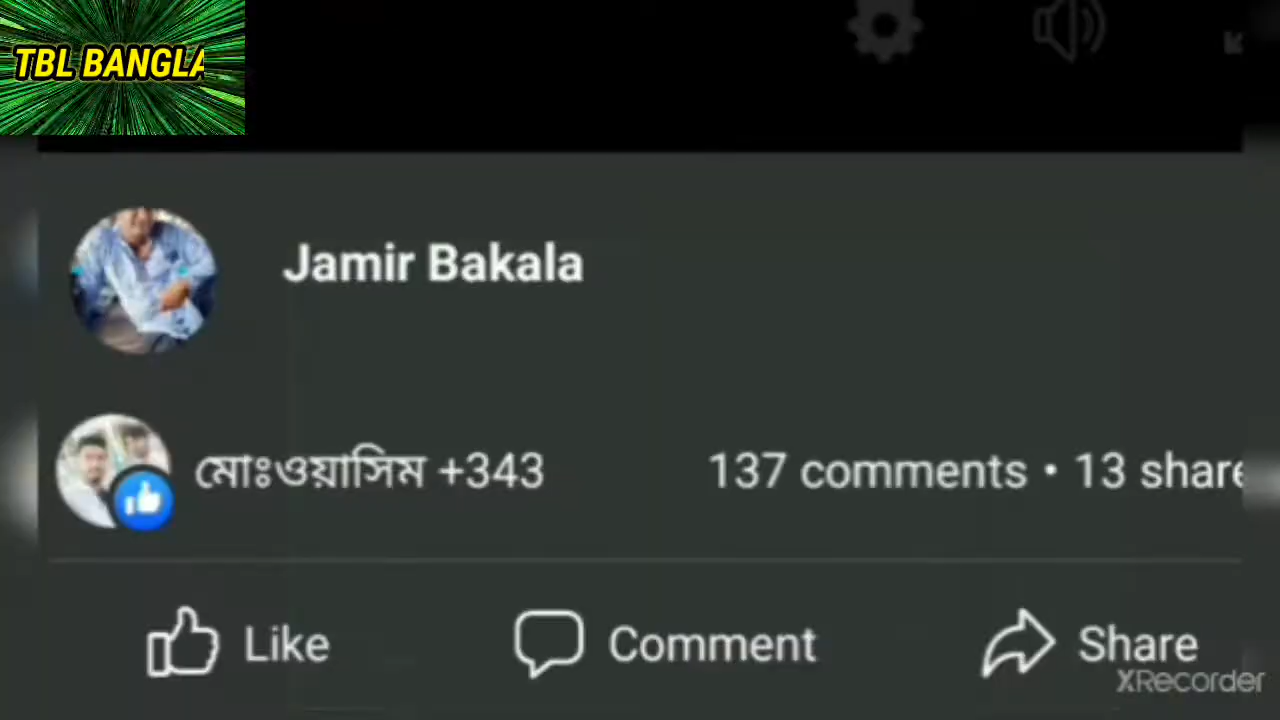 TBL BANGLA
Jamir Bakala
মোঃওয়াসিম +343
137 comments • 13 share
Like
Comment
Share
XRecorder